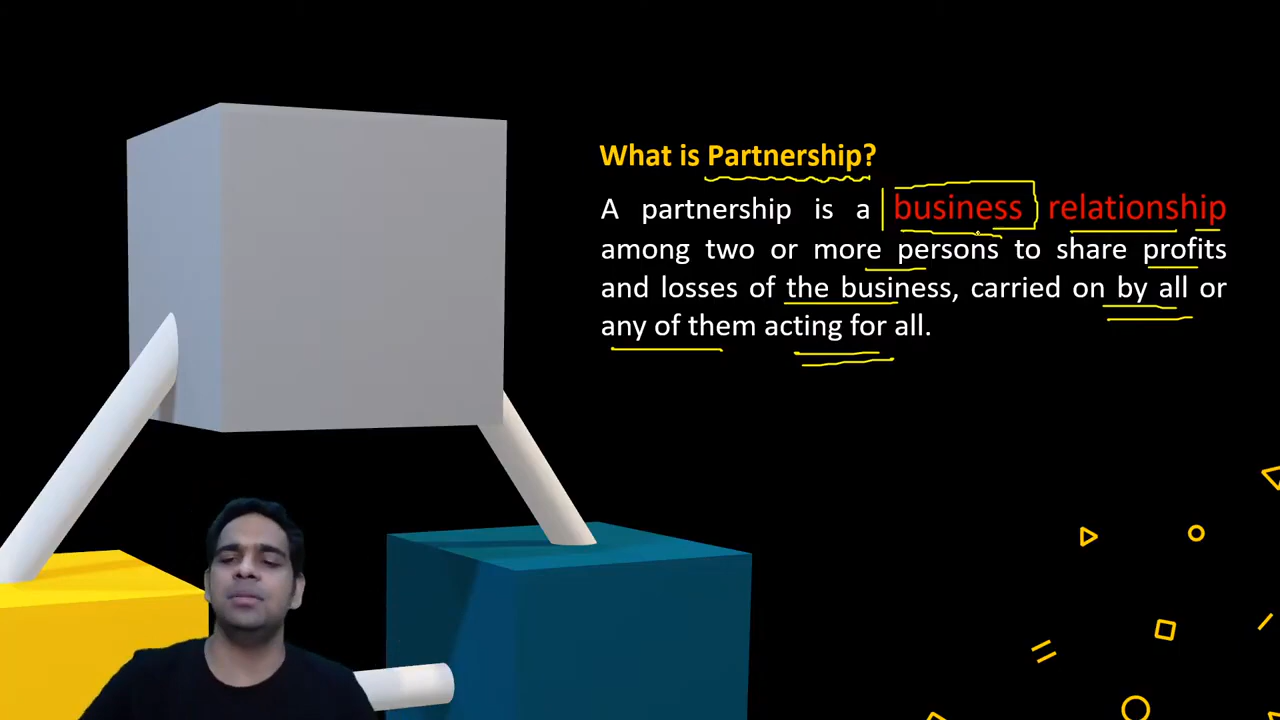 What is Partnership?
A partnership is a business relationship
among two or more persons to share profits
and losses of the business, carried on by all or
any of them acting for all.